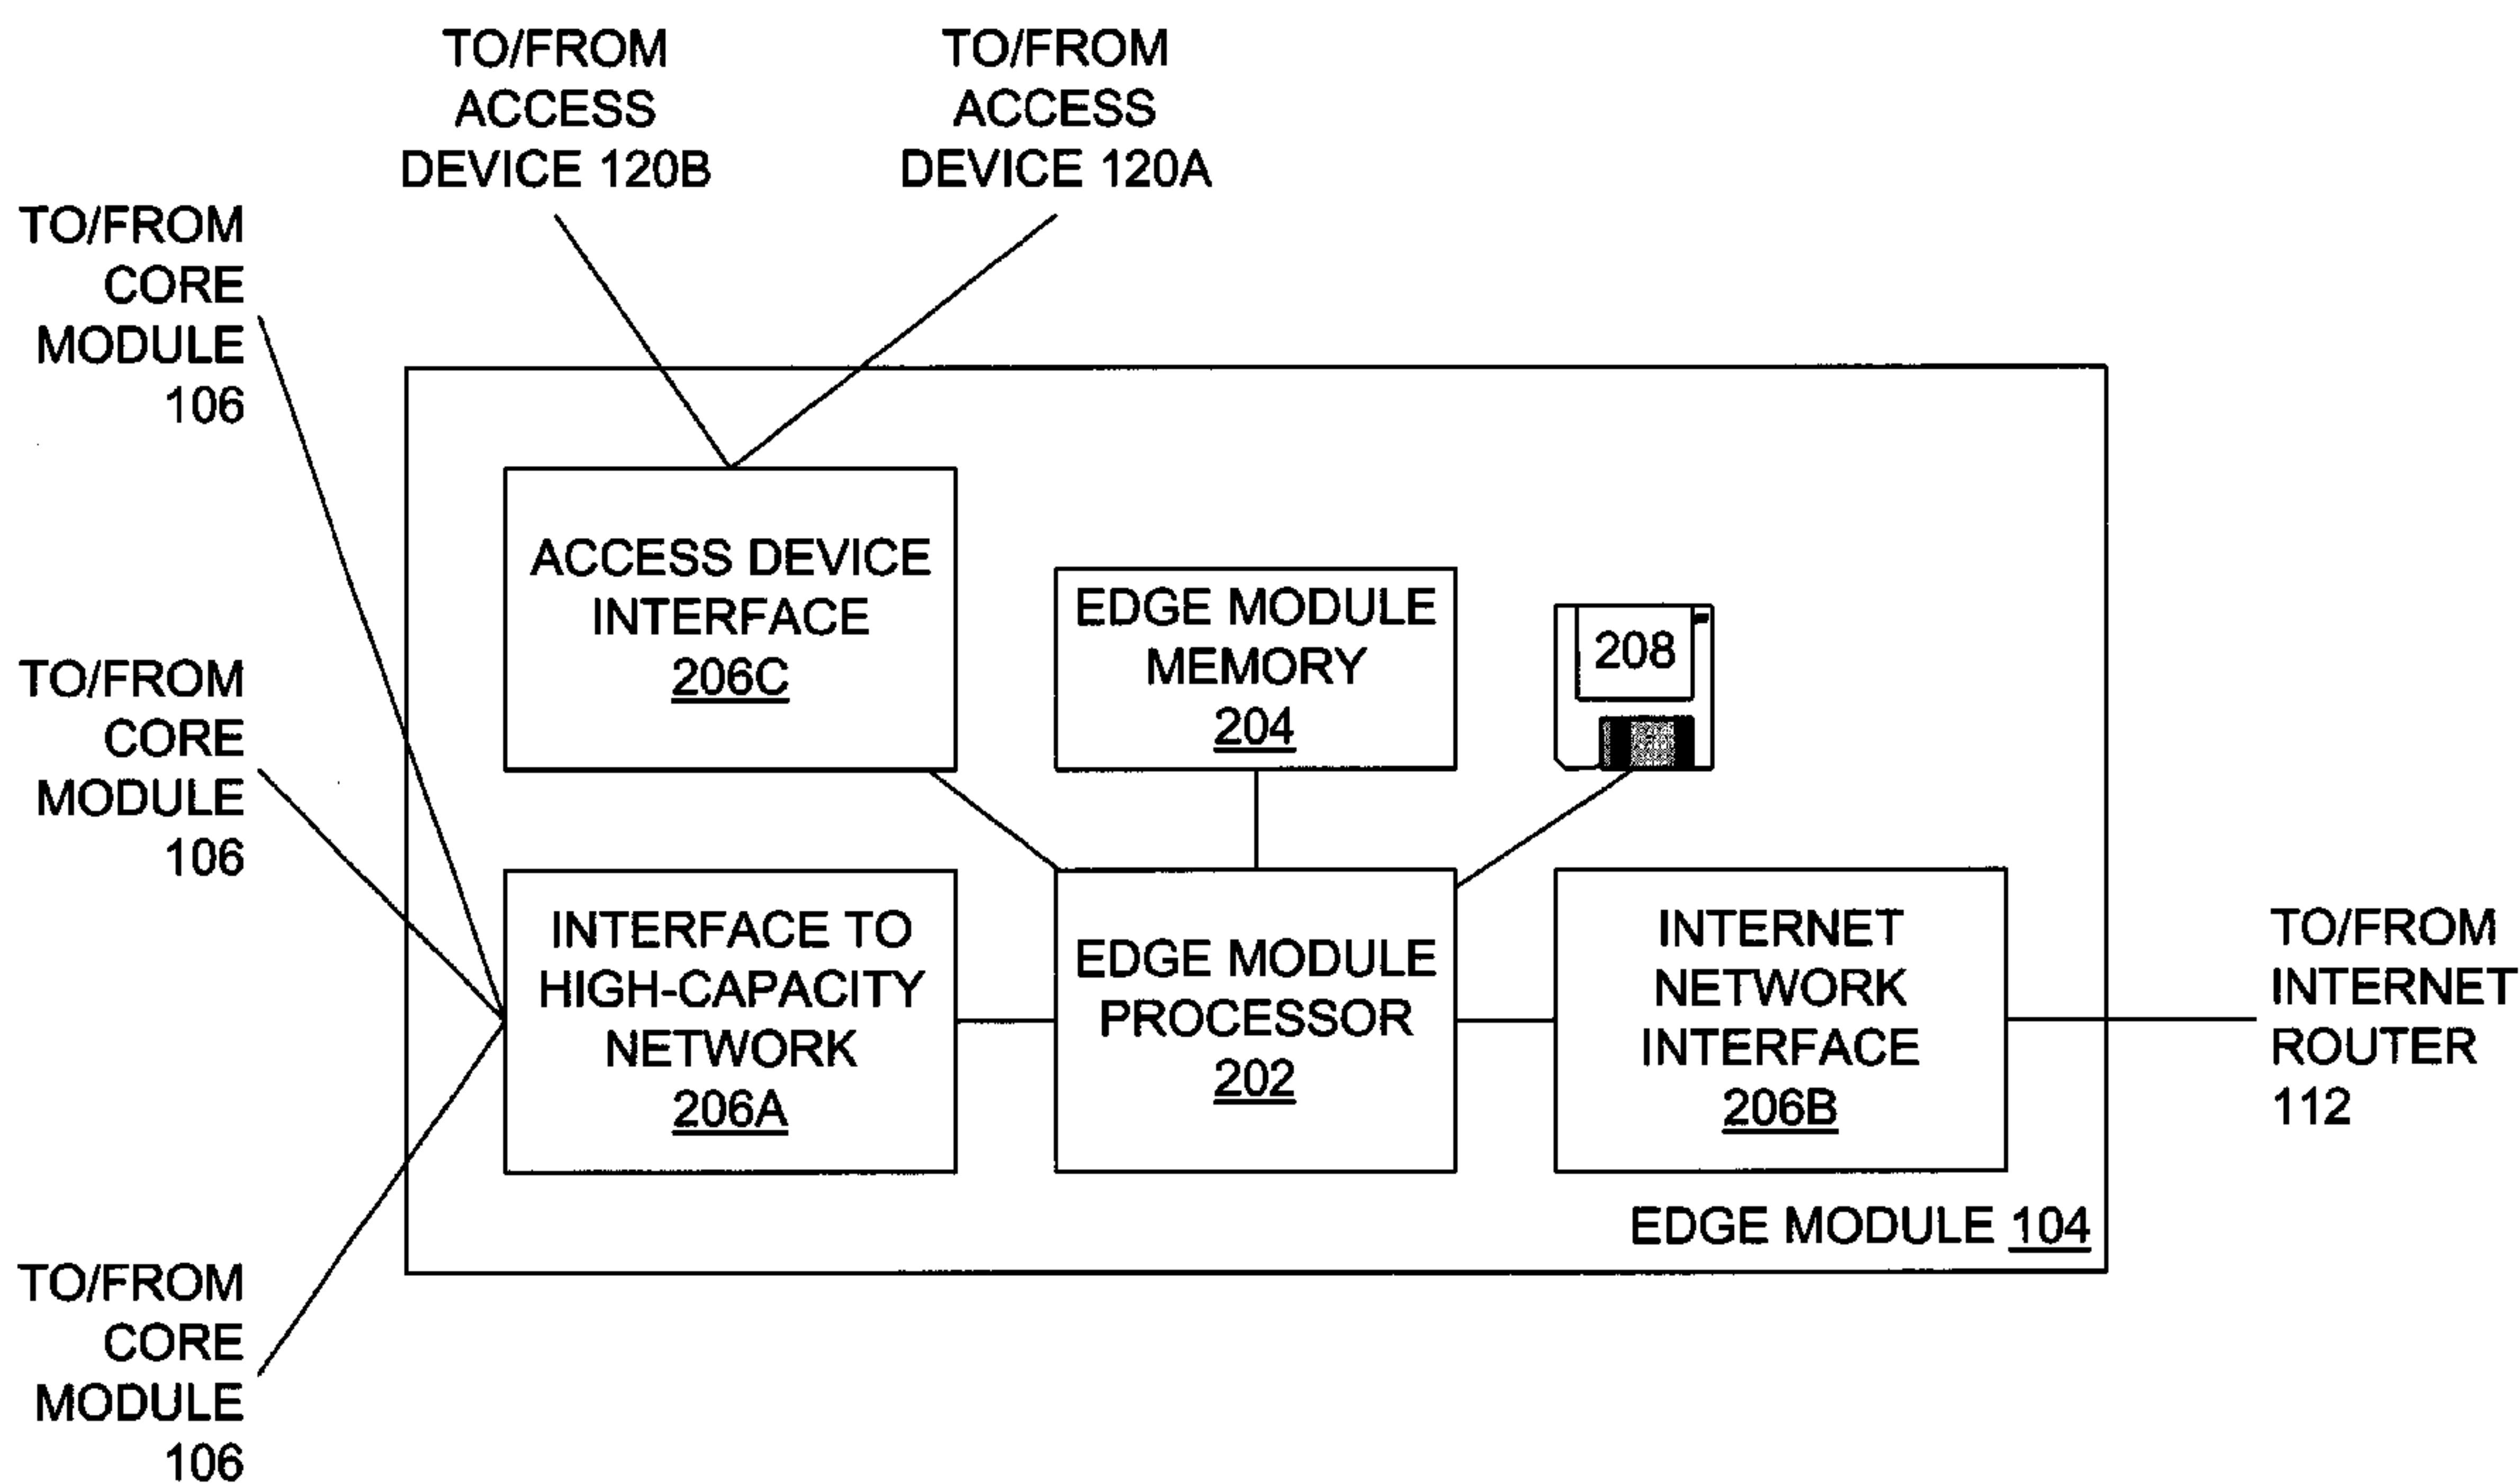 TO/FROM
ACCESS
DEVICE 120B
TO/FROM
ACCESS
DEVICE 120A
TO/FROM
CORE
MODULE
106
ACCESS DEVICE
INTERFACE
206C
EDGE MODULE
MEMORY
204
208
TO/FROM
CORE
MODULE
106
INTERFACE TO
HIGH-CAPACITY
NETWORK
206A
EDGE MODULE
PROCESSOR
202
INTERNET
NETWORK
INTERFACE
206B
TO/FROM
INTERNET
ROUTER
112
EDGE MODULE 104
TO/FROM
CORE
MODULE
106